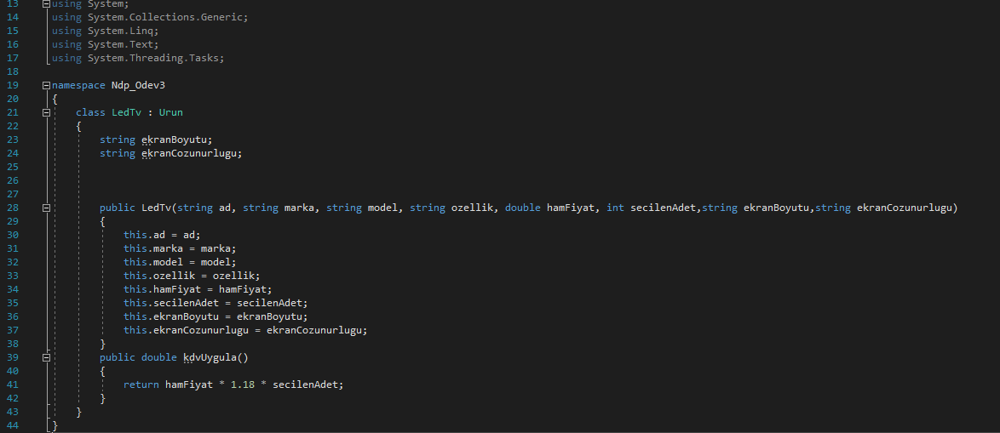 13 using System;
14 using System.Collections.Generic;
15 using System.Linq;
16 using System.Text;
17 using System.Threading.Tasks;
18
19 namespace Ndp_Odev3
20 {
21 class LedTv : Urun
22 {
23 string ekranBoyutu;
24 string ekranCozunurlugu;
25
26
27
28 public LedTv(string ad, string marka, string model, string ozellik, double hamFiyat, int secilenAdet,string ekranBoyutu,string ekranCozunurlugu)
29 {
30 this.ad = ad;
31 this.marka = marka;
32 this.model = model;
33 this.ozellik = ozellik;
34 this.hamFiyat = hamFiyat;
35 this.secilenAdet = secilenAdet;
36 this.ekranBoyutu = ekranBoyutu;
37 this.ekranCozunurlugu = ekranCozunurlugu;
38 }
39 public double kdvUygula()
40 {
41 return hamFiyat * 1.18 * secilenAdet;
42 }
43 }
44 }